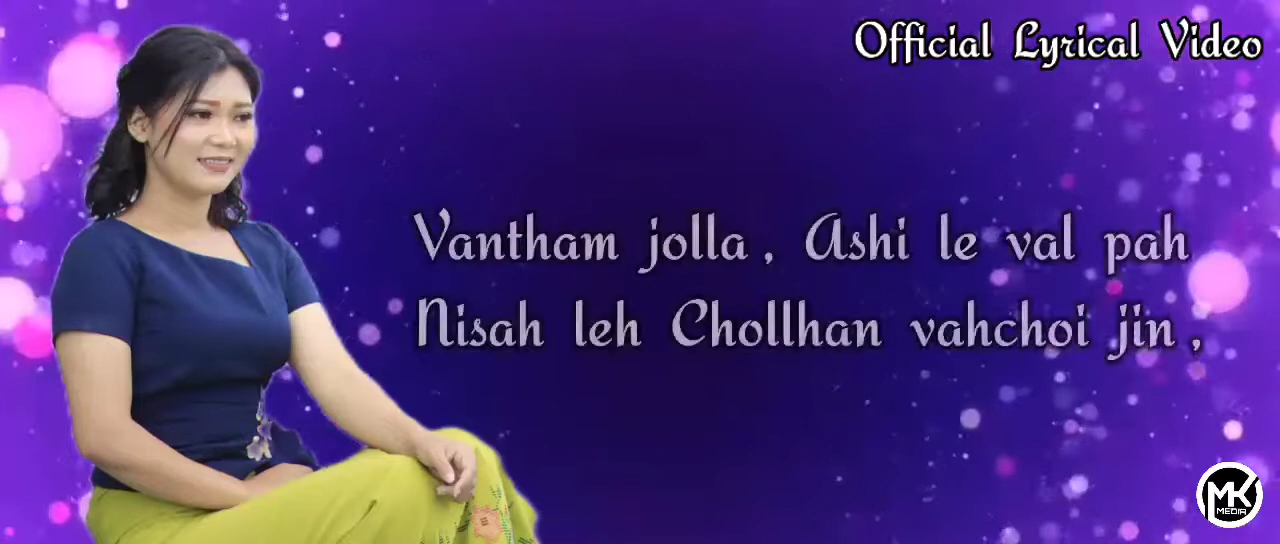 Official Lyrical Video
Vantham jolla, Ashi le val pah
Nisah leh Chollhan vahchoi jin,
MK
MEDIA